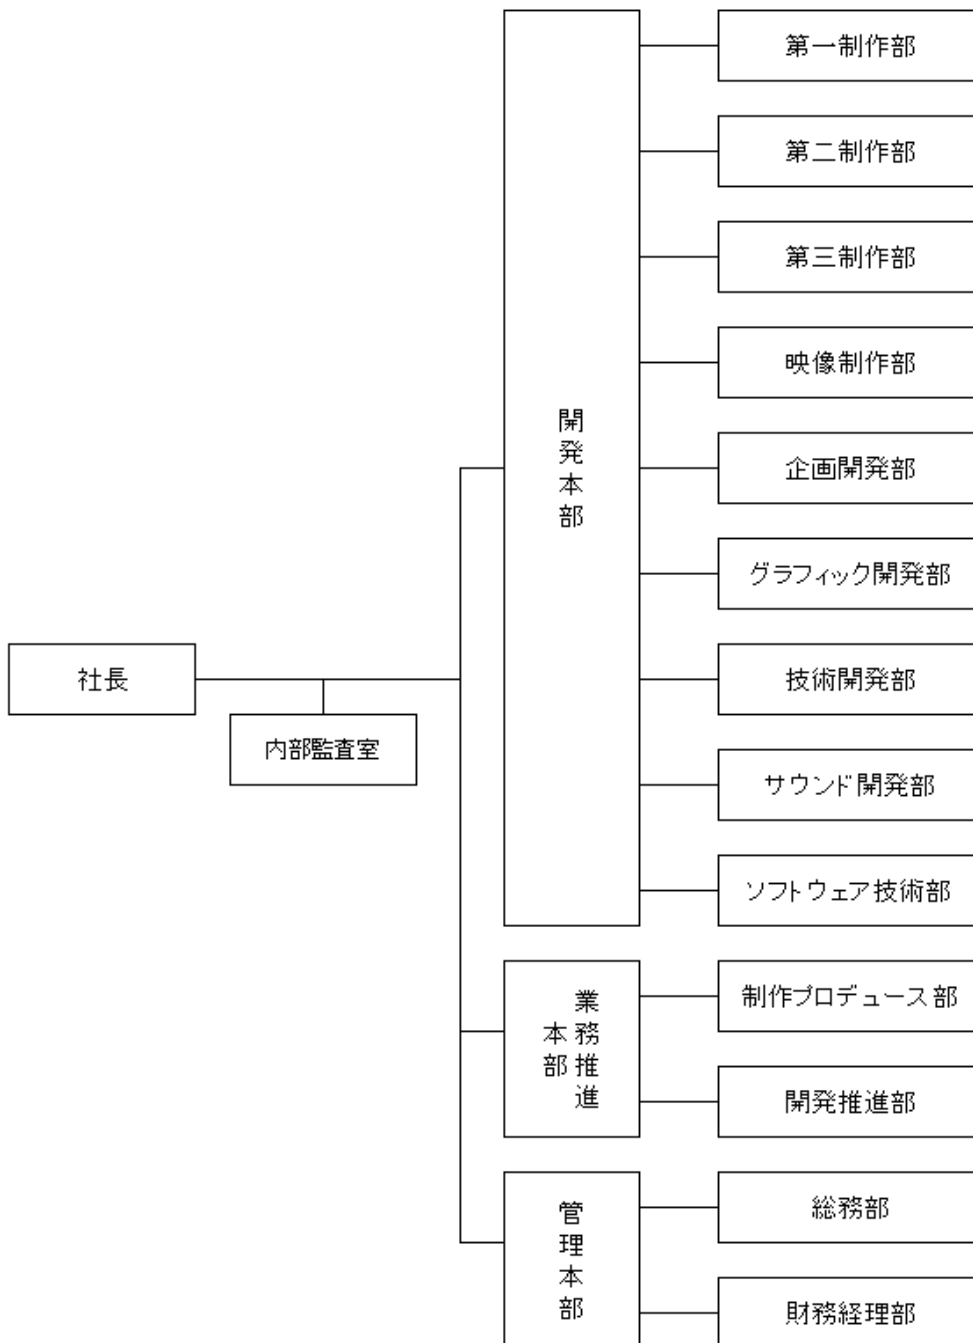 社長
内部監査室
開発本部
第一制作部
第二制作部
第三制作部
映像制作部
企画開発部
グラフィック開発部
技術開発部
サウンド開発部
ソフトウェア技術部
業務推進
本部
制作プロデュース部
開発推進部
管理本部
総務部
財務経理部